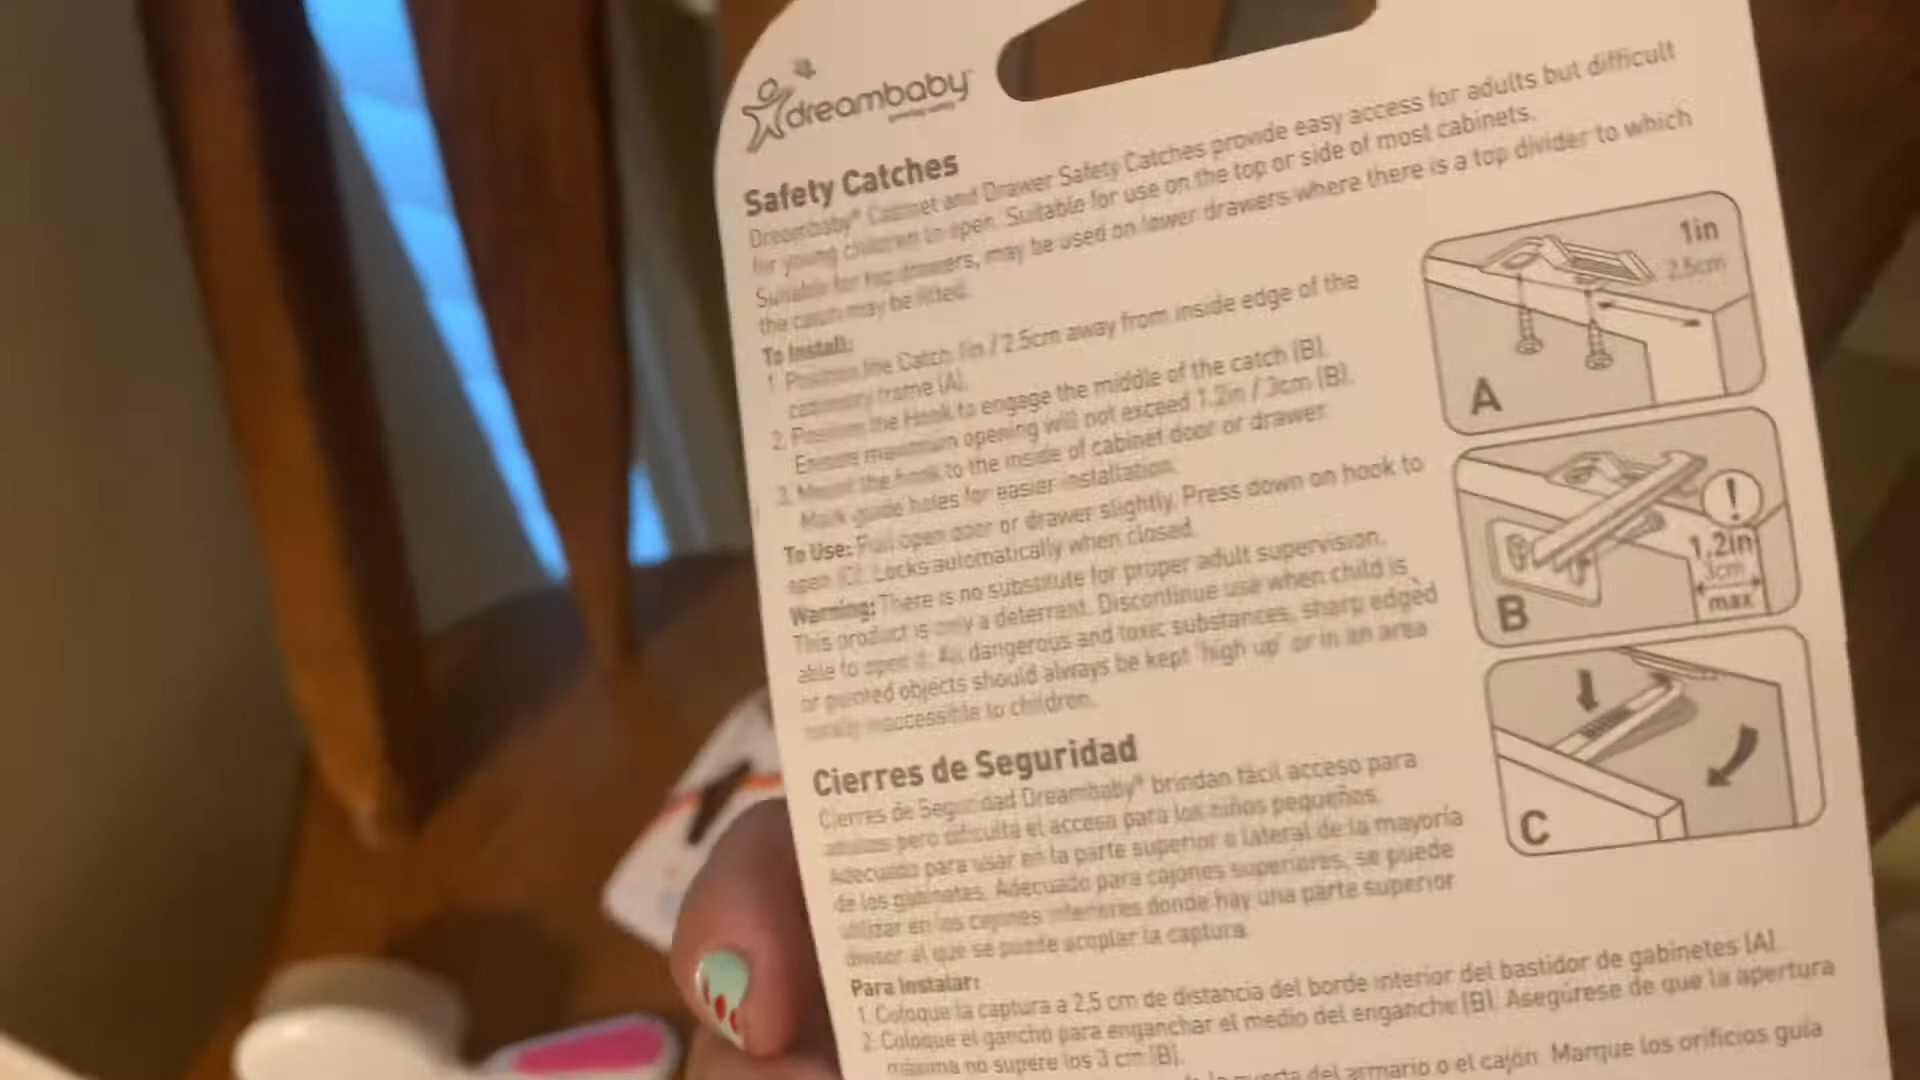 dreambaby
Safety Catches
Dreambaby® Cabinet and Drawer Safety Catches provide easy access for adults but difficult
for young children to open. Suitable for use on the top or side of most cabinets.
Suitable for top drawers, may be used on lower drawers where there is a top divider to which
the catch may be fitted.
To Install:
1. Position the Catch 1in / 2.5cm away from inside edge of the
cabinetry frame (A).
2. Position the Hook to engage the middle of the catch (B).
Ensure maximum opening will not exceed 1.2in / 3cm (B).
3. Mount the hook to the inside of cabinet door or drawer.
Mark guide holes for easier installation.
To Use: Pull open door or drawer slightly. Press down on hook to
open (C). Locks automatically when closed.
Warning: There is no substitute for proper adult supervision.
This product is only a deterrent. Discontinue use when child is
able to open it. All dangerous and toxic substances, sharp edged
or pointed objects should always be kept 'high up' or in an area
totally inaccessible to children.
1in
2.5cm
A
1.2in
3cm
max
B
C
Cierres de Seguridad
Cierres de Seguridad Dreambaby® brindan fácil acceso para
adultos pero dificulta el acceso para los niños pequeños.
Adecuado para usar en la parte superior o lateral de la mayoría
de los gabinetes. Adecuado para cajones superiores, se puede
utilizar en los cajones inferiores donde hay una parte superior
divisor al que se puede acoplar la captura.
Para Instalar:
1. Coloque la captura a 2,5 cm de distancia del borde interior del bastidor de gabinetes (A).
2. Coloque el gancho para enganchar el medio del enganche (B). Asegúrese de que la apertura
máxima no supere los 3 cm (B).
del armario o el cajón. Marque los orificios guía